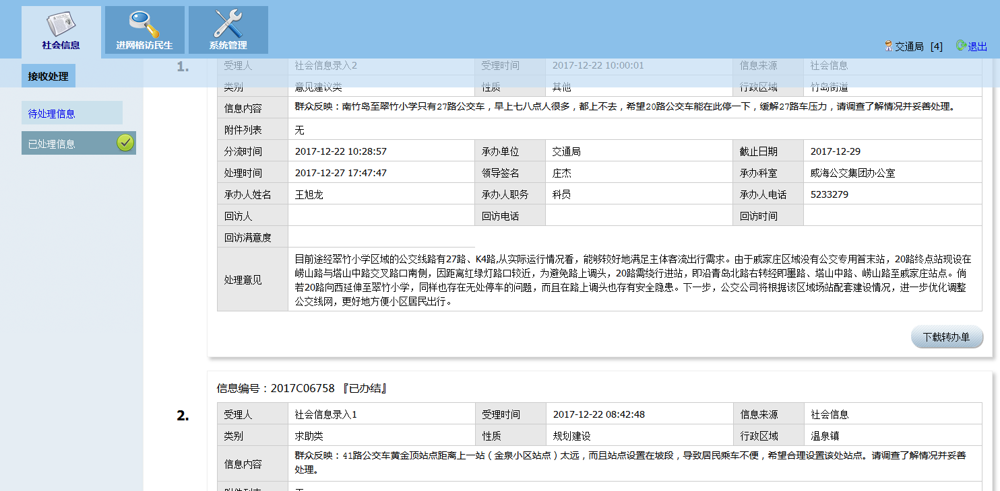 社会信息
进网格访民生
系统管理
交通局 [4] 退出
接收处理
待处理信息
已处理信息
1.
受理人 社会信息录入2 受理时间 2017-12-22 10:00:01 信息来源 社会信息
类别 意见建议类 性质 其他 行政区域 竹岛街道
信息内容 群众反映：南竹岛至翠竹小学只有27路公交车，早上七八点人很多，都上不去，希望20路公交车能在此停一下，缓解27路车压力，请调查了解情况并妥善处理。
附件列表 无
分流时间 2017-12-22 10:28:57 承办单位 交通局 截止日期 2017-12-29
处理时间 2017-12-27 17:47:47 领导签名 庄杰 承办科室 威海公交集团办公室
承办人姓名 王旭龙 承办人职务 科员 承办人电话 5233279
回访人 回访电话 回访时间
回访满意度
处理意见
目前途经翠竹小学区域的公交线路有27路、K4路,从实际运行情况看，能够较好地满足主体客流出行需求。由于戚家庄区域没有公交专用首末站，20路终点站现设在
崂山路与塔山中路交叉路口南侧，因距离红绿灯路口较近，为避免路上调头，20路需绕行进站，即沿青岛北路右转经即墨路、塔山中路、崂山路至戚家庄站点。倘
若20路向西延伸至翠竹小学，同样也存在无处停车的问题，而且在路上调头也存有安全隐患。下一步，公交公司将根据该区域场站配套建设情况，进一步优化调整
公交线网，更好地方便小区居民出行。
下载转办单
信息编号：2017C06758 『已办结』
2.
受理人 社会信息录入1 受理时间 2017-12-22 08:42:48 信息来源 社会信息
类别 求助类 性质 规划建设 行政区域 温泉镇
信息内容
群众反映：41路公交车黄金顶站点距离上一站（金泉小区站点）太远，而且站点设置在坡段，导致居民乘车不便，希望合理设置该处站点。请调查了解情况并妥善
处理。